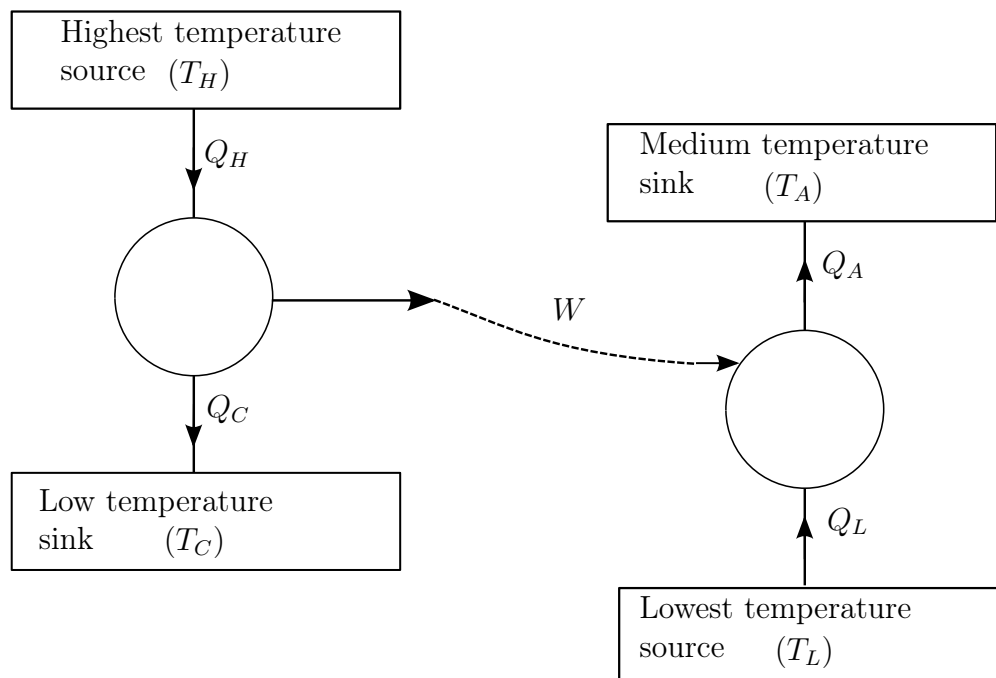 Highest temperature
source (T_H)
Q_H
Medium temperature
sink (T_A)
Q_A
W
Q_C
Low temperature
sink (T_C)
Q_L
Lowest temperature
source (T_L)